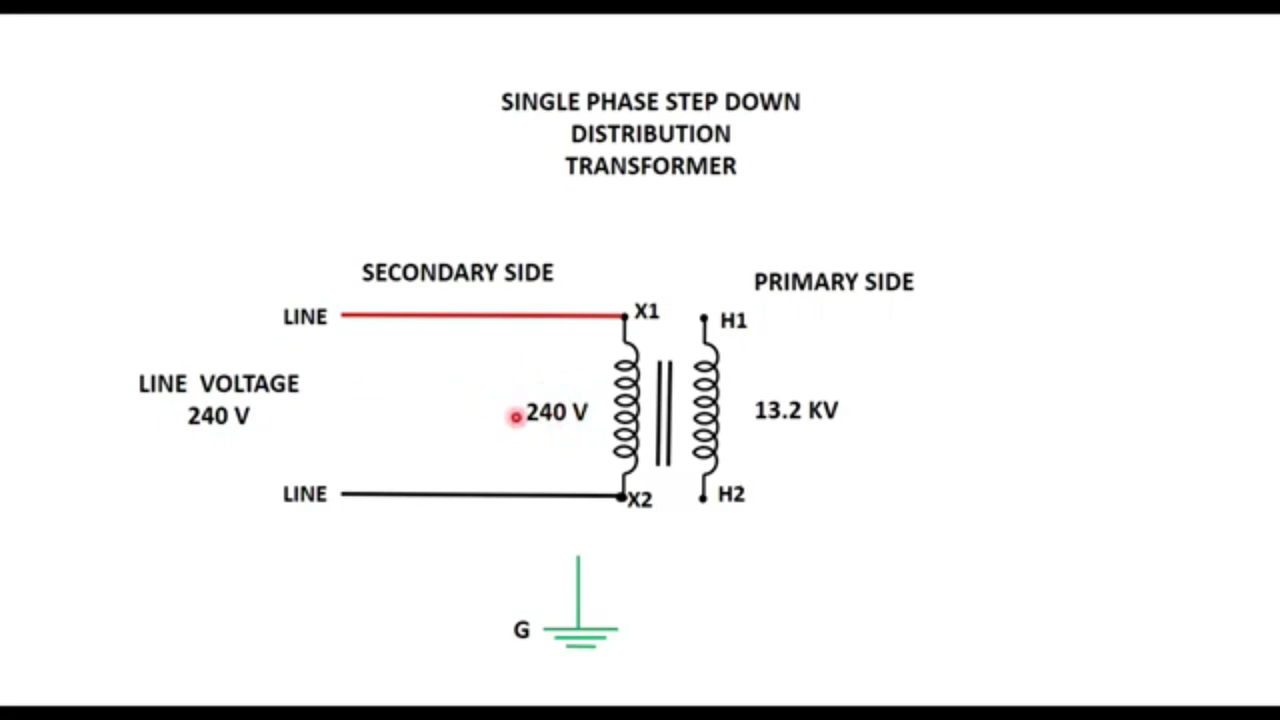 SINGLE PHASE STEP DOWN
DISTRIBUTION
TRANSFORMER
SECONDARY SIDE
PRIMARY SIDE
LINE
X1
H1
LINE VOLTAGE
240 V
240 V
13.2 KV
LINE
X2
H2
G